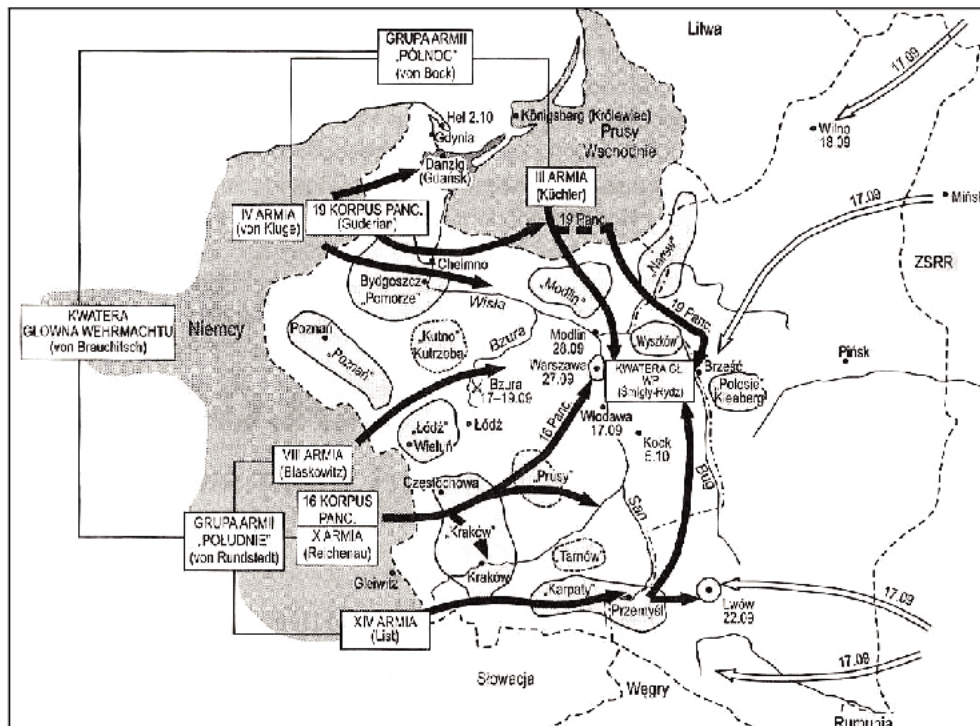 GRUPA ARMII
„PÓŁNOC"
(von Bock)
Litwa
17.09
Hel 2.10
Gdynia
Königsberg (Królewiec)
Prusy
Wschodnie
Wilno
18.09
Danzig
(Gdańsk)
III ARMIA
(Küchler)
17.09
Mińsk
IV ARMIA
(von Kluge)
19 KORPUS PANC.
(Guderian)
19 Panc.
ZSRR
Chełmno
Narew"
Bydgoszcz
„Pomorze"
„Modlin"
19 Panc.
KWATERA
GŁOWNA WEHRMACHTU
(von Brauchitsch)
Niemcy
Wisła
Poznań
„Poznań"
„Kutno"
Kutrzeba
Bzura
Modlin
28.09
Wyszków"
Warszawa
27.09
KWATERA GŁ.
WP
(Śmigły-Rydz)
Brześć
Pińsk
„Polesie"
Kleeberg
Bzura
17–19.09
16 Panc.
Włodawa
17.09
„Łódź"
Wieluń
Łódź
Kock
6.10
VIII ARMIA
(Blaskowitz)
Bug
Częstochowa
„Prusy"
San
16 KORPUS
PANC.
X ARMIA
(Reichenau)
GRUPA ARMII
„POŁUDNIE"
(von Rundstedt)
„Kraków"
Tarnów"
Gleiwitz
Kraków
„Karpaty"
Przemyśl
Lwów
22.09
17.09
XIV ARMIA
(List)
17.09
Słowacja
Węgry
Rumunia